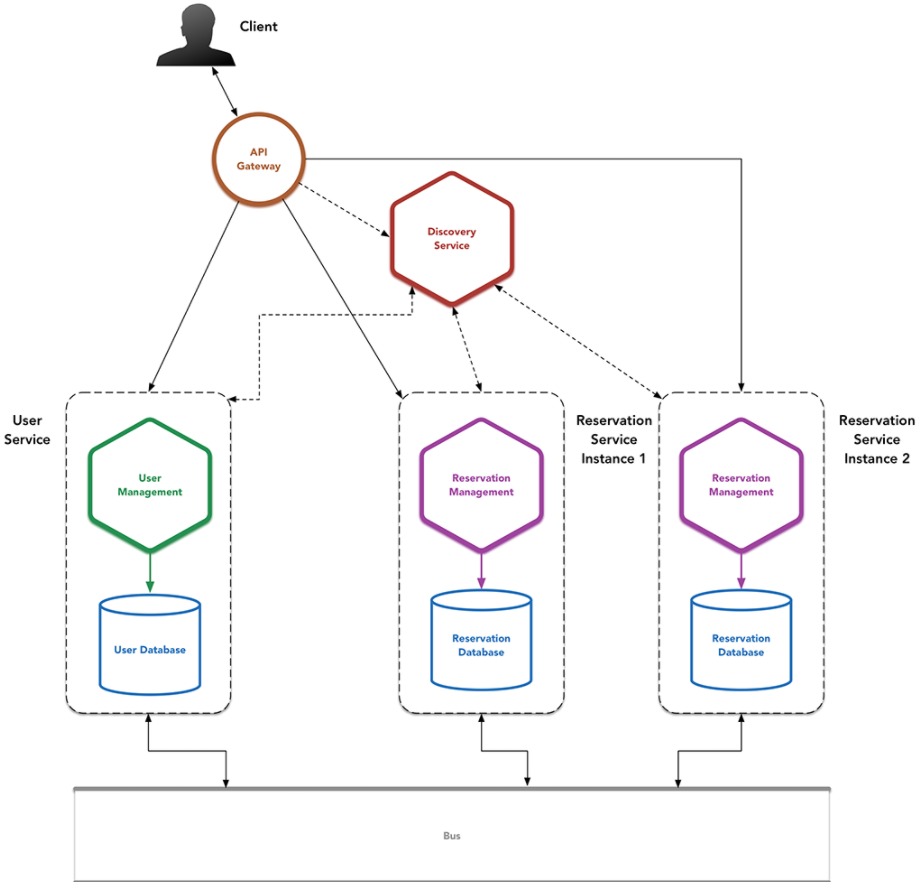 Client
API
Gateway
Discovery
Service
User
Service
User
Management
User Database
Reservation
Management
Reservation
Database
Reservation
Service
Instance 1
Reservation
Management
Reservation
Database
Reservation
Service
Instance 2
Bus